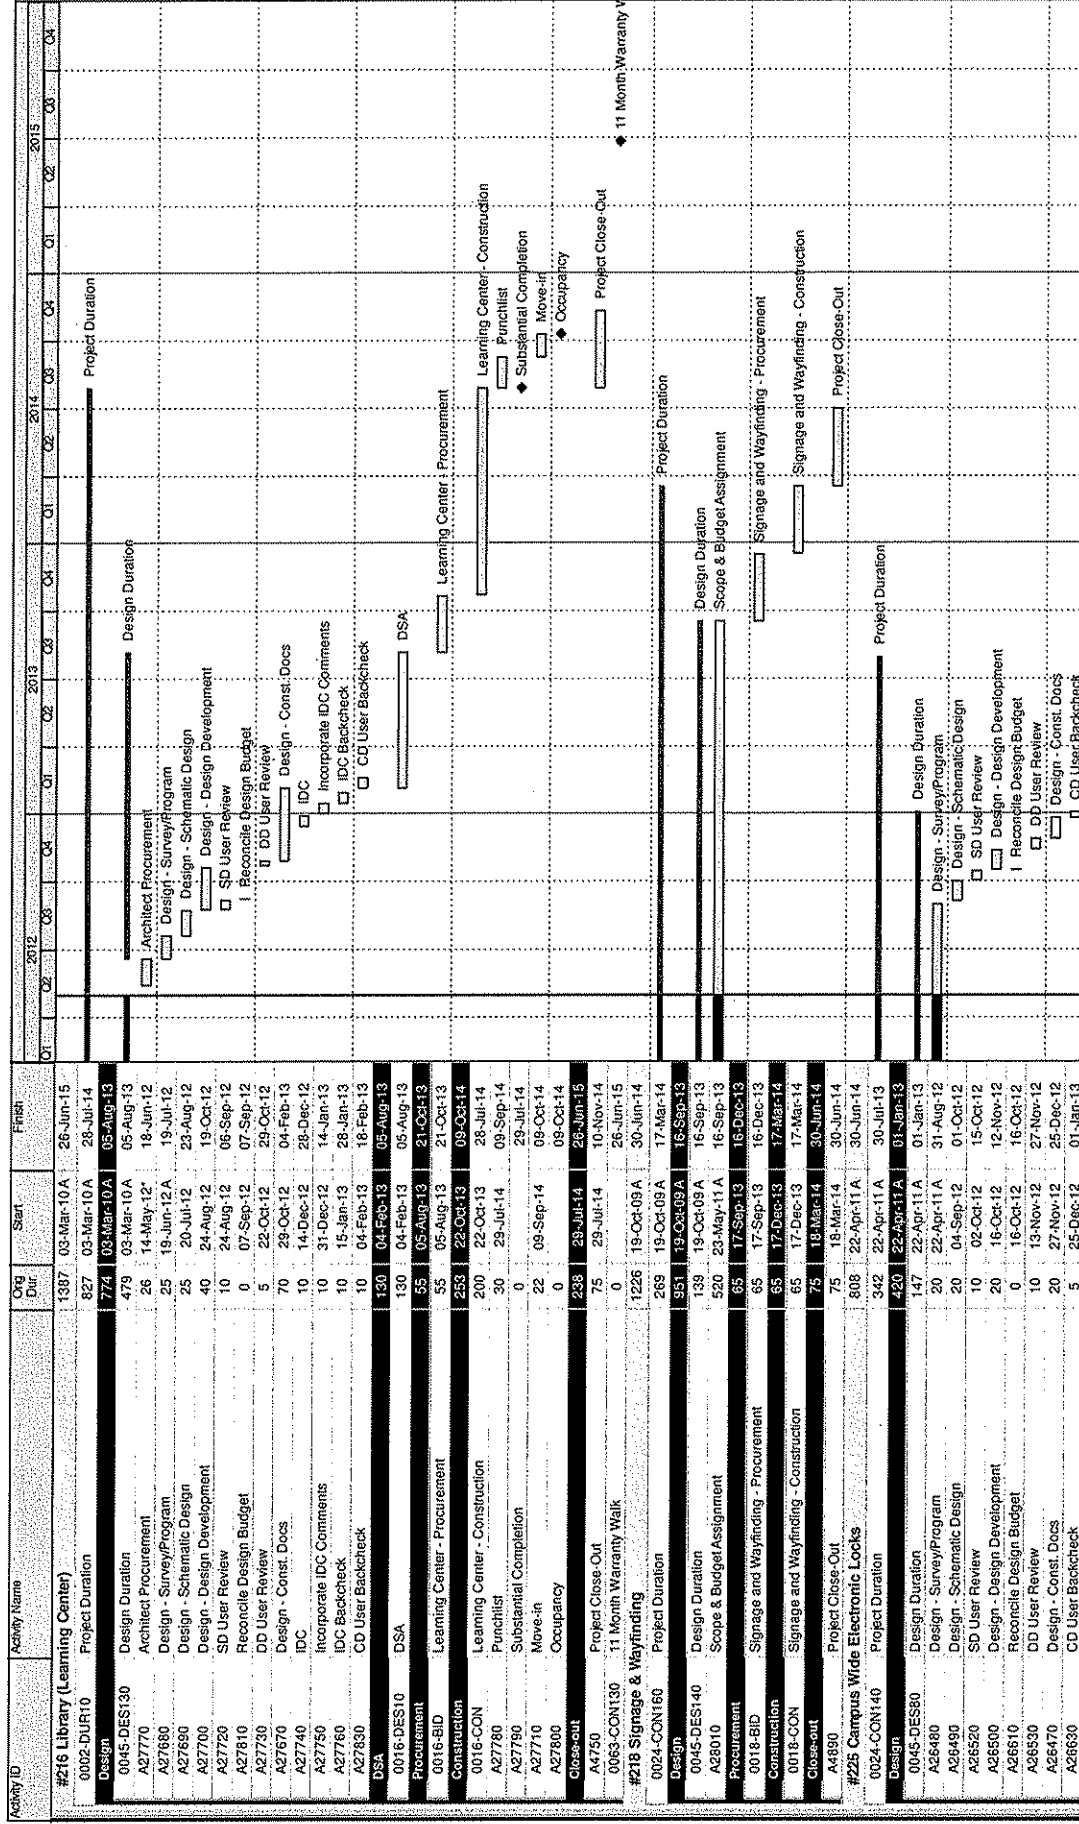 Activity ID Activity Name Orig Dur Start Finish 2012 2013 2014 2015
Q1 Q2 Q3 Q4 Q1 Q2 Q3 Q4 Q1 Q2 Q3 Q4 Q1 Q2 Q3 Q4
#216 Library (Learning Center) 1387 03-Mar-10 A 26-Jun-15
0002-DUR10 Project Duration 827 03-Mar-10 A 28-Jul-14 Project Duration
Design 774 03-Mar-10 A 05-Aug-13
0045-DES130 Design Duration 479 03-Mar-10 A 05-Aug-13 Design Duration
A27770 Architect Procurement 26 14-May-12* 18-Jun-12 Architect Procurement
A27680 Design - Survey/Program 25 19-Jun-12 A 19-Jul-12 Design - Survey/Program
A27690 Design - Schematic Design 25 20-Jul-12 23-Aug-12 Design - Schematic Design
A27700 Design - Design Development 40 24-Aug-12 19-Oct-12 Design - Design Development
A27720 SD User Review 10 24-Aug-12 06-Sep-12 SD User Review
A27810 Reconcile Design Budget 0 07-Sep-12 07-Sep-12 Reconcile Design Budget
A27730 DD User Review 5 22-Oct-12 29-Oct-12 DD User Review
A27670 Design - Const. Docs 70 29-Oct-12 04-Feb-13 Design - Const. Docs
A27740 IDC 10 14-Dec-12 28-Dec-12 IDC
A27750 Incorporate IDC Comments 10 31-Dec-12 14-Jan-13 Incorporate IDC Comments
A27760 IDC Backcheck 10 15-Jan-13 28-Jan-13 IDC Backcheck
A27830 CD User Backcheck 10 04-Feb-13 18-Feb-13 CD User Backcheck
DSA 130 04-Feb-13 05-Aug-13
0016-DES10 DSA 130 04-Feb-13 05-Aug-13 DSA
Procurement 55 05-Aug-13 21-Oct-13
0016-BID Learning Center - Procurement 55 05-Aug-13 21-Oct-13 Learning Center - Procurement
Construction 253 22-Oct-13 09-Oct-14
0016-CON Learning Center - Construction 200 22-Oct-13 28-Jul-14 Learning Center - Construction
A27780 Punchlist 30 29-Jul-14 09-Sep-14 Punchlist
A27790 Substantial Completion 0 29-Jul-14 Substantial Completion
A27710 Move-in 22 09-Sep-14 09-Oct-14 Move-in
A27800 Occupancy 0 09-Oct-14 Occupancy
Close-out 238 29-Jul-14 26-Jun-15
A4750 Project Close-Out 75 29-Jul-14 10-Nov-14 Project Close-Out
0063-CON130 11 Month Warranty Walk 0 26-Jun-15 11 Month Warranty
#218 Signage & Wayfinding 1226 19-Oct-09 A 30-Jun-14
0024-CON160 Project Duration 269 19-Oct-09 A 17-Mar-14 Project Duration
Design 951 19-Oct-09 A 16-Sep-13
0045-DES140 Design Duration 139 19-Oct-09 A 16-Sep-13 Design Duration
A28010 Scope & Budget Assignment 520 23-May-11 A 16-Sep-13 Scope & Budget Assignment
Procurement 65 17-Sep-13 16-Dec-13
0018-BID Signage and Wayfinding - Procurement 65 17-Sep-13 16-Dec-13 Signage and Wayfinding - Procurement
Construction 65 17-Dec-13 17-Mar-14
0018-CON Signage and Wayfinding - Construction 65 17-Dec-13 17-Mar-14 Signage and Wayfinding - Construction
Close-out 75 18-Mar-14 30-Jun-14
A4890 Project Close-Out 75 18-Mar-14 30-Jun-14 Project Close-Out
#226 Campus Wide Electronic Locks 808 22-Apr-11 A 30-Jun-14
0024-CON140 Project Duration 342 22-Apr-11 A 30-Jul-13 Project Duration
Design 420 22-Apr-11 A 01-Jan-13
0045-DES80 Design Duration 147 22-Apr-11 A 01-Jan-13 Design Duration
A26480 Design - Survey/Program 20 22-Apr-11 A 31-Aug-12 Design - Survey/Program
A26490 Design - Schematic Design 20 04-Sep-12 01-Oct-12 Design - Schematic Design
A26520 SD User Review 10 02-Oct-12 15-Oct-12 SD User Review
A26500 Design - Design Development 20 16-Oct-12 12-Nov-12 Design - Design Development
A26610 Reconcile Design Budget 0 16-Oct-12 16-Oct-12 Reconcile Design Budget
A26530 DD User Review 10 13-Nov-12 27-Nov-12 DD User Review
A26470 Design - Const. Docs 20 27-Nov-12 25-Dec-12 Design - Const. Docs
A26630 CD User Backcheck 5 25-Dec-12 01-Jan-13 CD User Backcheck